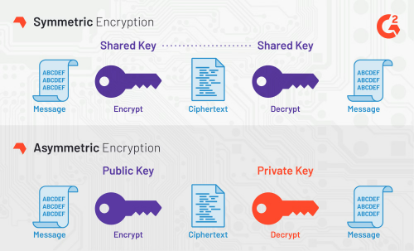 Symmetric Encryption
G2
Shared Key Shared Key
ABCDEF
ABCDEF
ABCDEF
ABCDEF
ABCDEF
ABCDEF
Message Encrypt Ciphertext Decrypt Message
Asymmetric Encryption
Public Key Private Key
ABCDEF
ABCDEF
ABCDEF
ABCDEF
ABCDEF
ABCDEF
Message Encrypt Ciphertext Decrypt Message